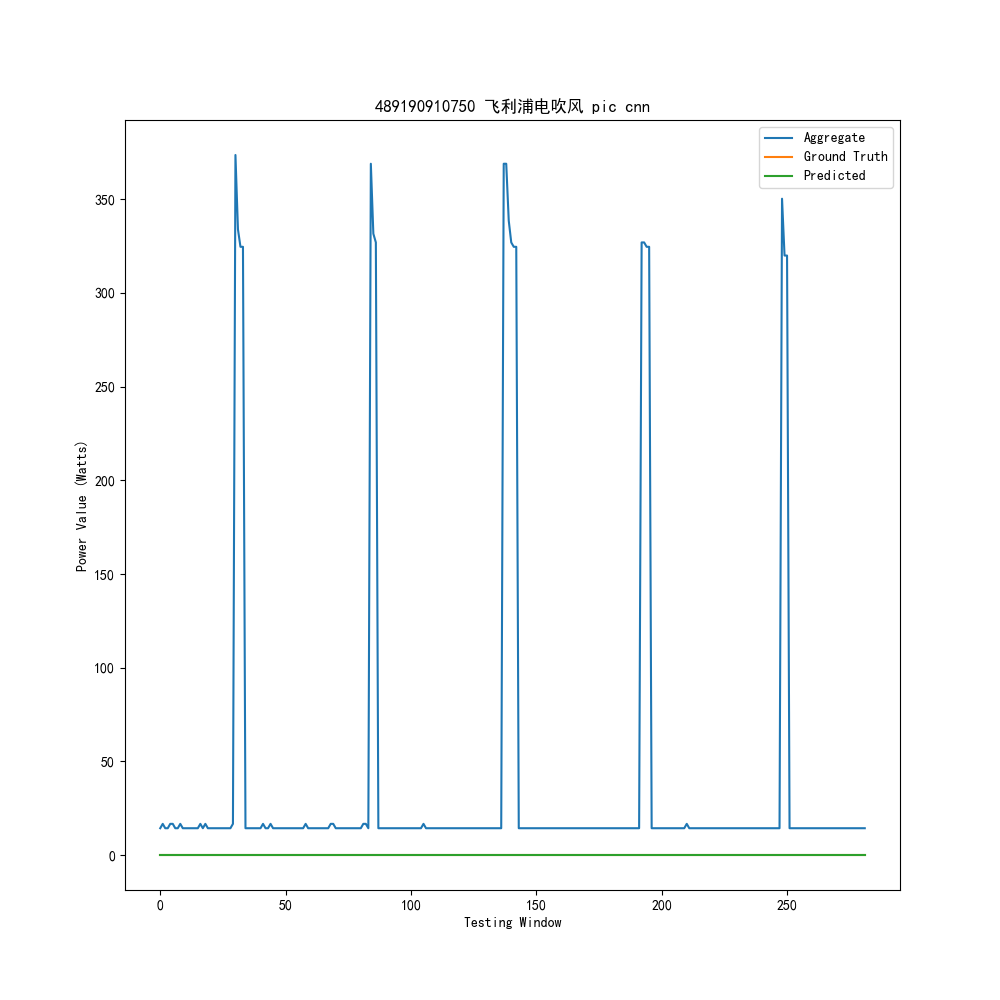 489190910750 飞利浦电吹风 pic cnn
Aggregate
Ground Truth
Predicted
350
300
250
200
150
100
50
0
Power Value (Watts)
0 50 100 150 200 250
Testing Window